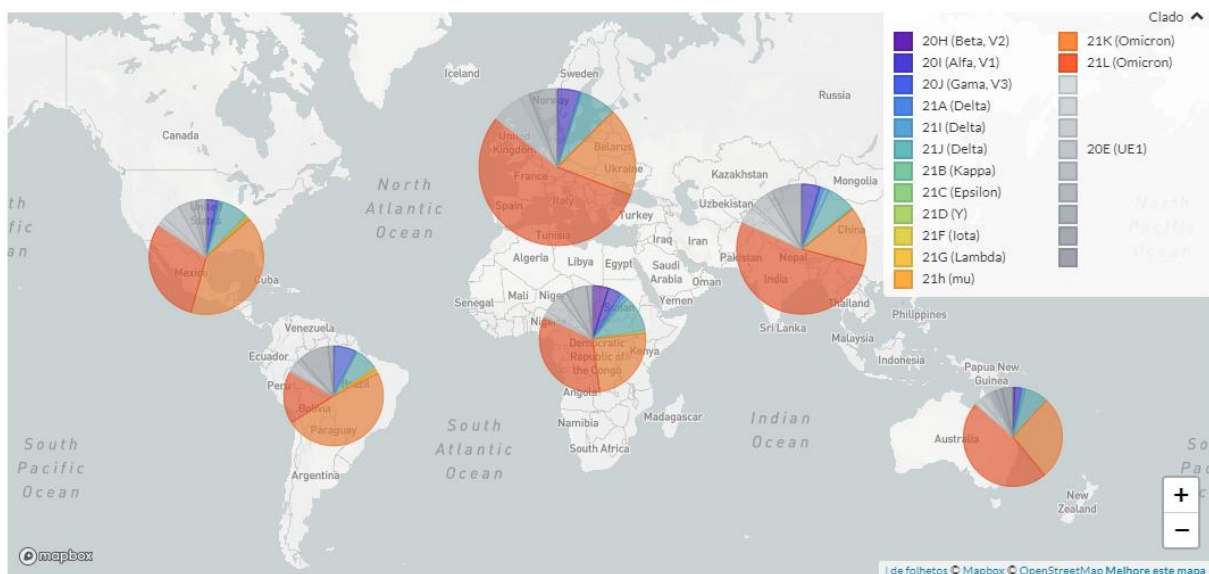 Clado
20H (Beta, V2)
20I (Alfa, V1)
20J (Gama, V3)
21A (Delta)
21I (Delta)
21J (Delta)
21B (Kappa)
21C (Epsilon)
21D (Y)
21F (Iota)
21G (Lambda)
21h (mu)
21K (Omicron)
21L (Omicron)
20E (UE1)
Iceland
Sweden
Norway
Russia
Canada
United
Kingdom
Belarus
Ukraine
France
Kazakhstan
Mongolia
North
Atlantic
Ocean
Spain
Italy
Uzbekistan
Turkey
United
States
China
Tunisia
Iraq
Iran
Pakistan
Nepal
Algeria
Libya
Egypt
Saudi
Arabia
Mexico
Cuba
India
Oman
Senegal
Mali
Niger
Sudan
Yemen
Thailand
Philippines
Venezuela
Sri Lanka
Malaysia
Ecuador
Democratic
Republic of
the Congo
Kenya
Indonesia
Papua New
Guinea
Peru
Brazil
Angola
Bolivia
Namibia
Madagascar
Indian
Ocean
Australia
Paraguay
South
Atlantic
Ocean
South Africa
South
Pacific
Ocean
Argentina
New
Zealand
North
Pa
Oc
+
−
mapbox
| de folhetos © Mapbox © OpenStreetMap Melhore este mapa